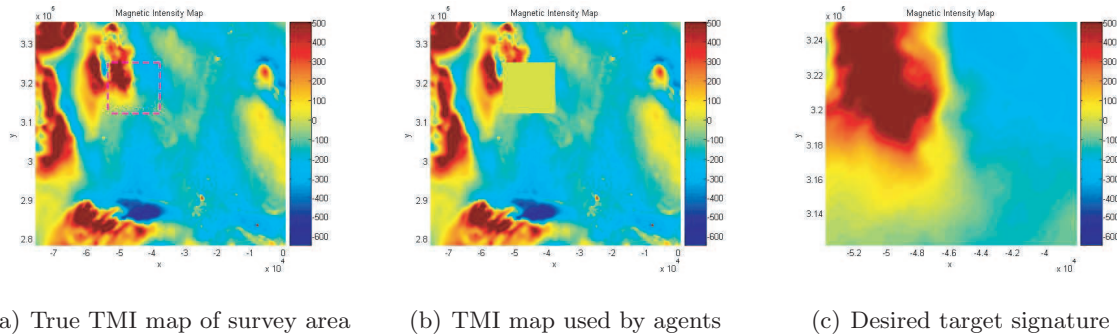 Magnetic Intensity Map
x 10^5
3.3
3.2
3.1
3
2.9
2.8
y
-7 -6 -5 -4 -3 -2 -1 0
x
x 10^4
500
400
300
200
100
0
-100
-200
-300
-400
-500
-600
Magnetic Intensity Map
x 10^5
3.3
3.2
3.1
3
2.9
2.8
y
-7 -6 -5 -4 -3 -2 -1 0
x
x 10^4
500
400
300
200
100
0
-100
-200
-300
-400
-500
-600
Magnetic Intensity Map
x 10^5
3.24
3.22
3.2
3.18
3.16
3.14
y
-5.2 -5 -4.8 -4.6 -4.4 -4.2 -4 -3.8
x
x 10^4
500
400
300
200
100
0
-100
-200
-300
-400
-500
-600
a) True TMI map of survey area
(b) TMI map used by agents
(c) Desired target signature